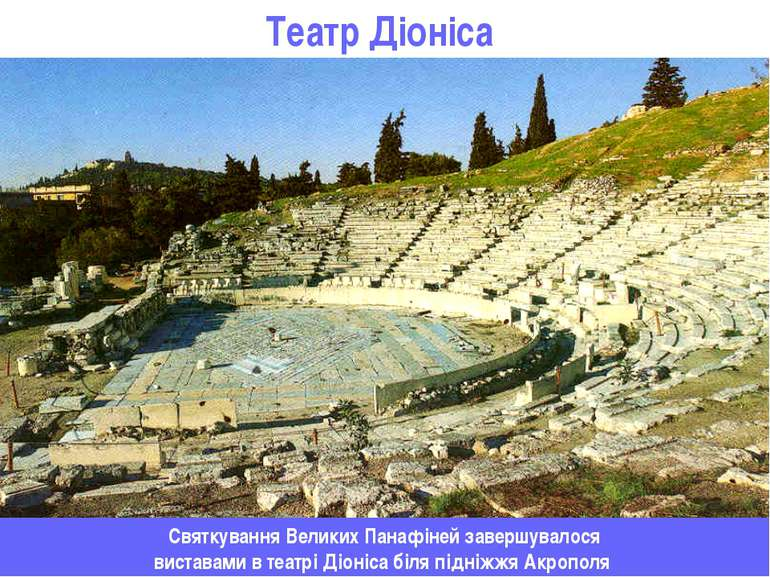 Театр Діоніса
Святкування Великих Панафіней завершувалося
виставами в театрі Діоніса біля підніжжя Акрополя